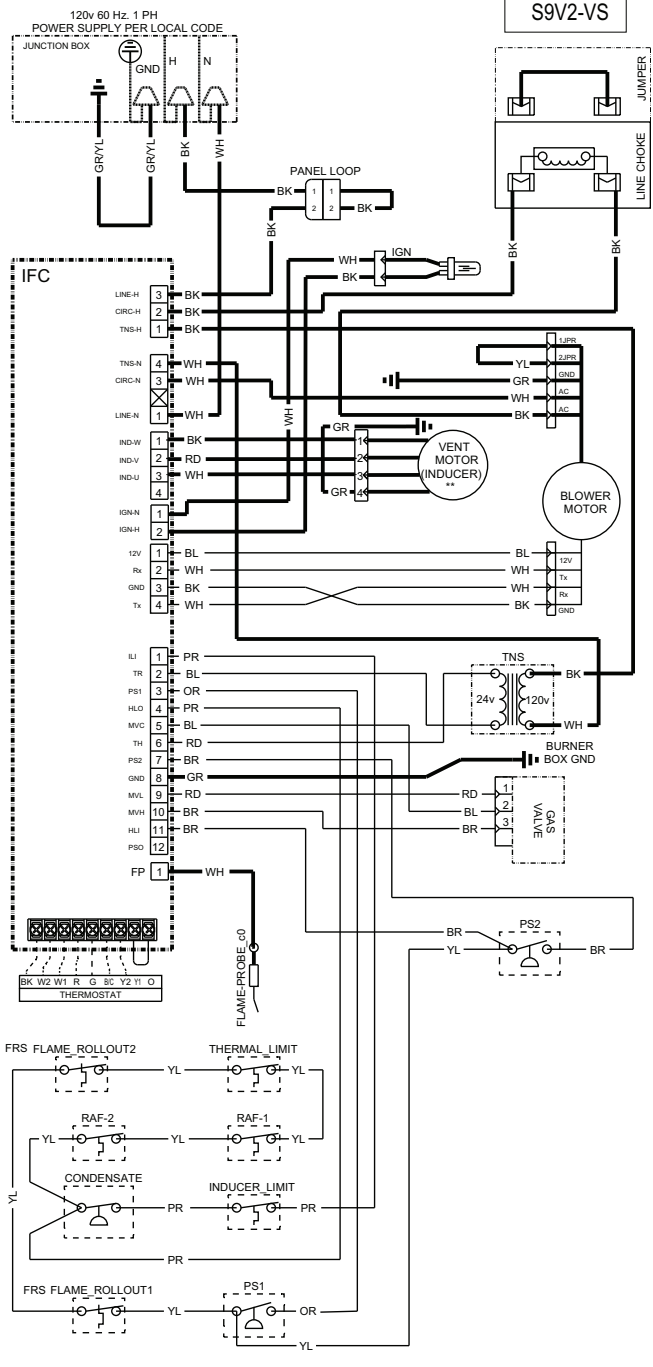 S9V2-VS
120v 60 Hz. 1 PH
POWER SUPPLY PER LOCAL CODE
JUNCTION BOX
GND
H
N
GR/YL
GR/YL
BK
WH
JUMPER
LINE CHOKE
BK
BK
PANEL LOOP
BK
1
1
2
2
BK
BK
WH
IGN
BK
WH
IFC
LINE-H 3 BK
CIRC-H 2 BK
TNS-H 1 BK
TNS-N 4 WH
CIRC-N 3 WH
LINE-N 1 WH
IND-W 1 BK
IND-V 2 RD
IND-U 3 WH
4
IGN-N 1
IGN-H 2
12V 1 BL
Rx 2 WH
GND 3 BK
Tx 4 WH
1JPR
YL 2JPR
GR GND
WH AC
BK AC
GR
1
2
3
GR 4
VENT
MOTOR
(INDUCER)
**
BLOWER
MOTOR
BL 12V
WH Tx
WH Rx
BK GND
ILI 1 PR
TR 2 BL
PS1 3 OR
HLO 4 PR
MVC 5 BL
TH 6 RD
PS2 7 BR
GND 8 GR
MVL 9 RD
MVH 10 BR
HLI 11 BR
PSO 12
FP 1 WH
TNS
24v
120v
BK
WH
BURNER
BOX GND
RD 1
BL 2
BR 3
GAS
VALVE
PS2
BR
YL
BR
FLAME-PROBE_c0
BK W2 W1 R G B/C Y2 Y1 O
THERMOSTAT
FRS FLAME_ROLLOUT2
THERMAL_LIMIT
YL
YL
RAF-2
RAF-1
YL
YL
YL
YL
CONDENSATE
INDUCER_LIMIT
PR
PR
PR
FRS FLAME_ROLLOUT1
PS1
YL
OR
YL